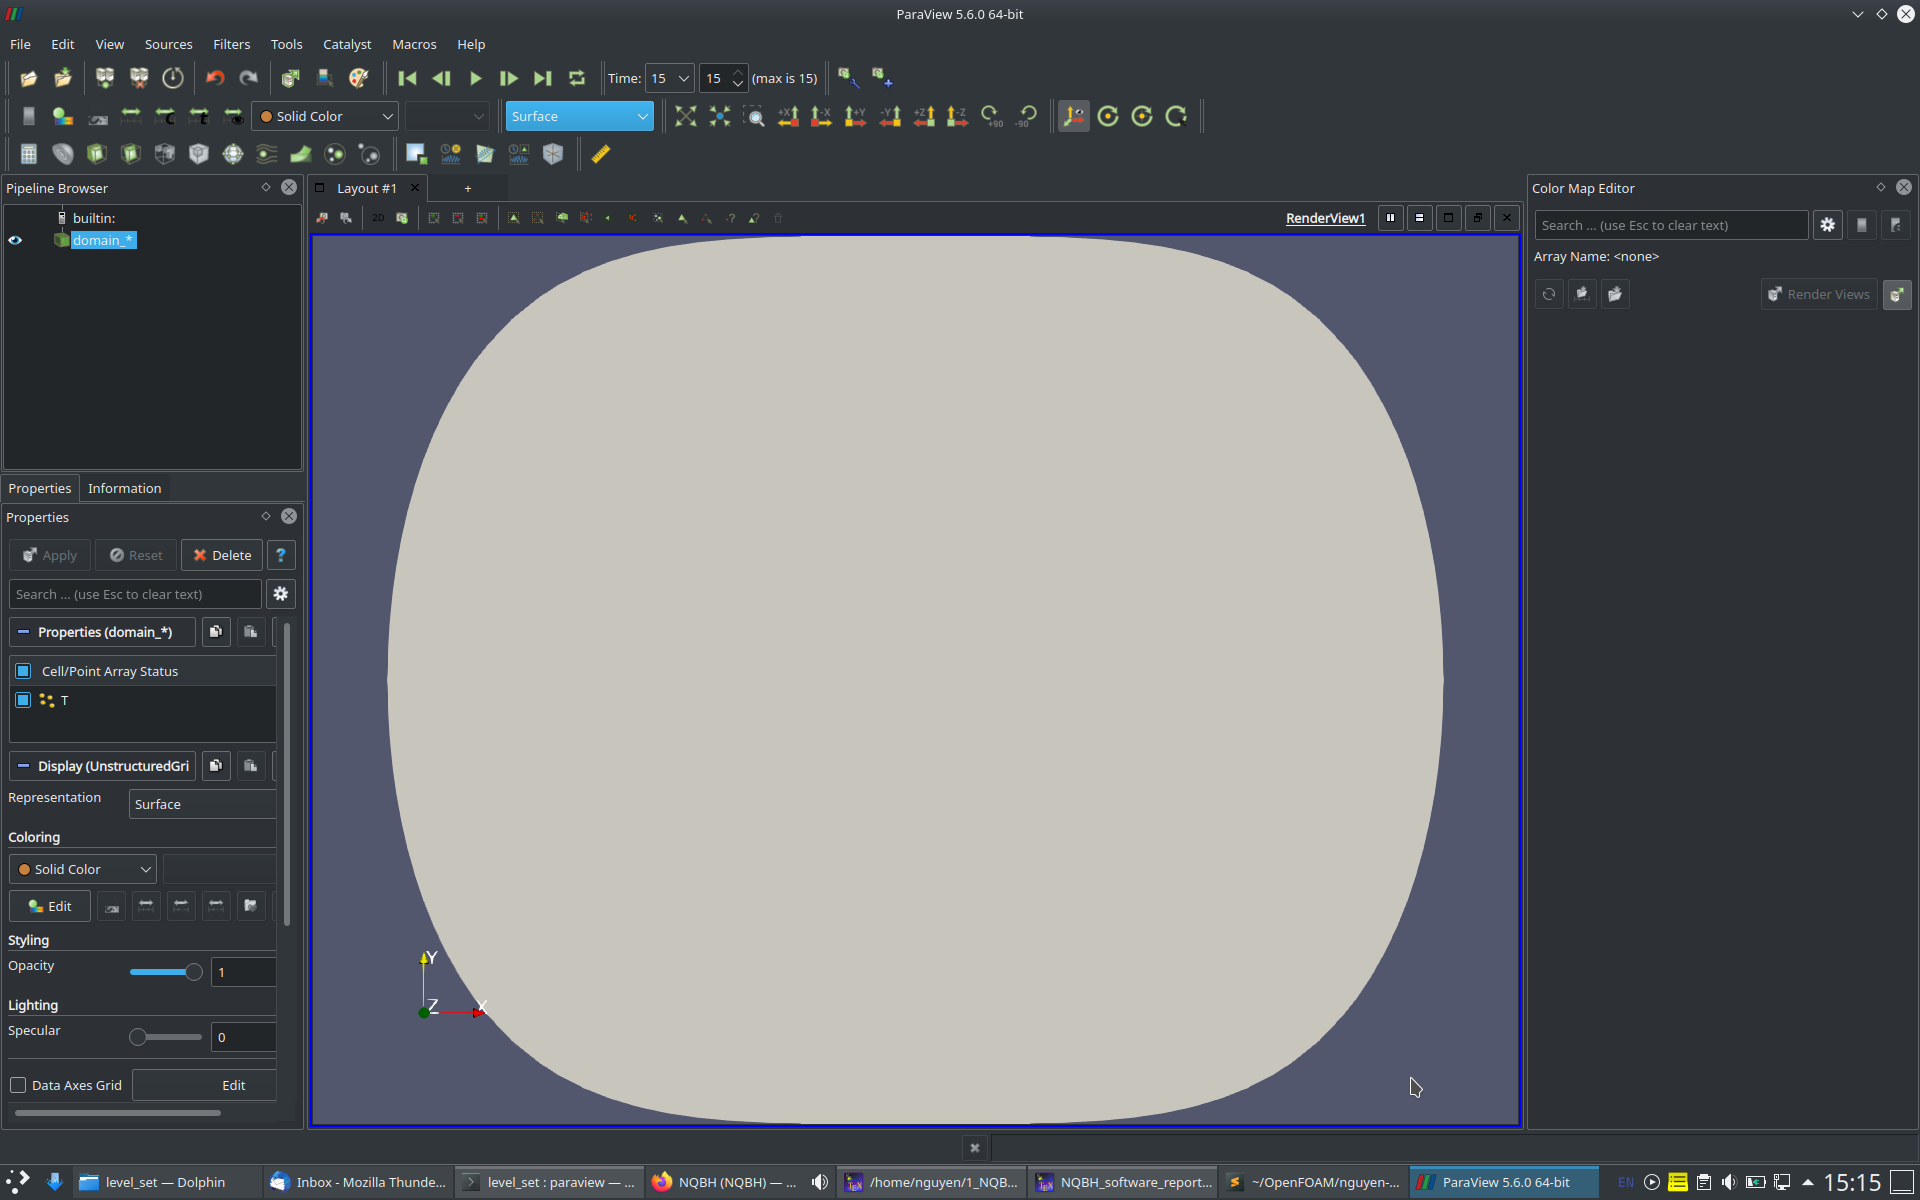 ParaView 5.6.0 64-bit
File Edit View Sources Filters Tools Catalyst Macros Help
Time: 15 15 (max is 15)
Solid Color Surface +X -X +Y -Y +Z -Z +90 -90
Pipeline Browser
builtin:
domain_*
Layout #1 +
2D RenderView1
Properties Information
Properties
Apply Reset Delete ?
Search ... (use Esc to clear text)
Properties (domain_*)
Cell/Point Array Status
T
Display (UnstructuredGri
Representation Surface
Coloring
Solid Color
Edit
Styling
Opacity 1
Lighting
Specular 0
Data Axes Grid Edit
Y
Z X
Color Map Editor
Search ... (use Esc to clear text)
Array Name: <none>
Render Views
level_set — Dolphin Inbox - Mozilla Thunde... level_set : paraview — ... NQBH (NQBH) — ... /home/nguyen/1_NQB... NQBH_software_report... ~/OpenFOAM/nguyen-... ParaView 5.6.0 64-bit EN 15:15